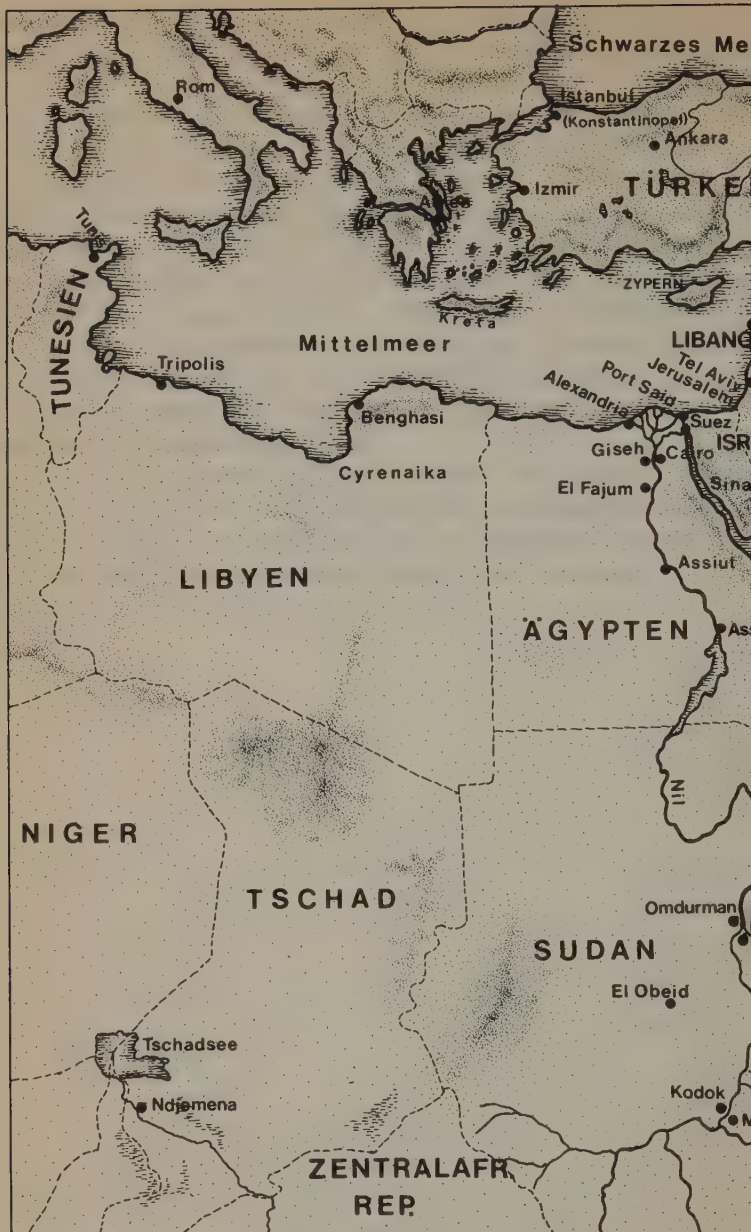 Schwarzes Me
Rom
Istanbul
(Konstantinopel)
Ankara
Izmir
TÜRKE
Tunis
TUNESIEN
ZYPERN
Kreta
Mittelmeer
LIBANO
Tripolis
Tel Aviv
Jerusalem
Port Said
Alexandria
Benghasi
Suez
ISR
Giseh
Cairo
Cyrenaika
El Fajum
Sina
Assiut
LIBYEN
ÄGYPTEN
Ass
Nil
NIGER
TSCHAD
Omdurman
SUDAN
El Obeid
Tschadsee
Ndjemena
Kodok
M
ZENTRALAFR.
REP.